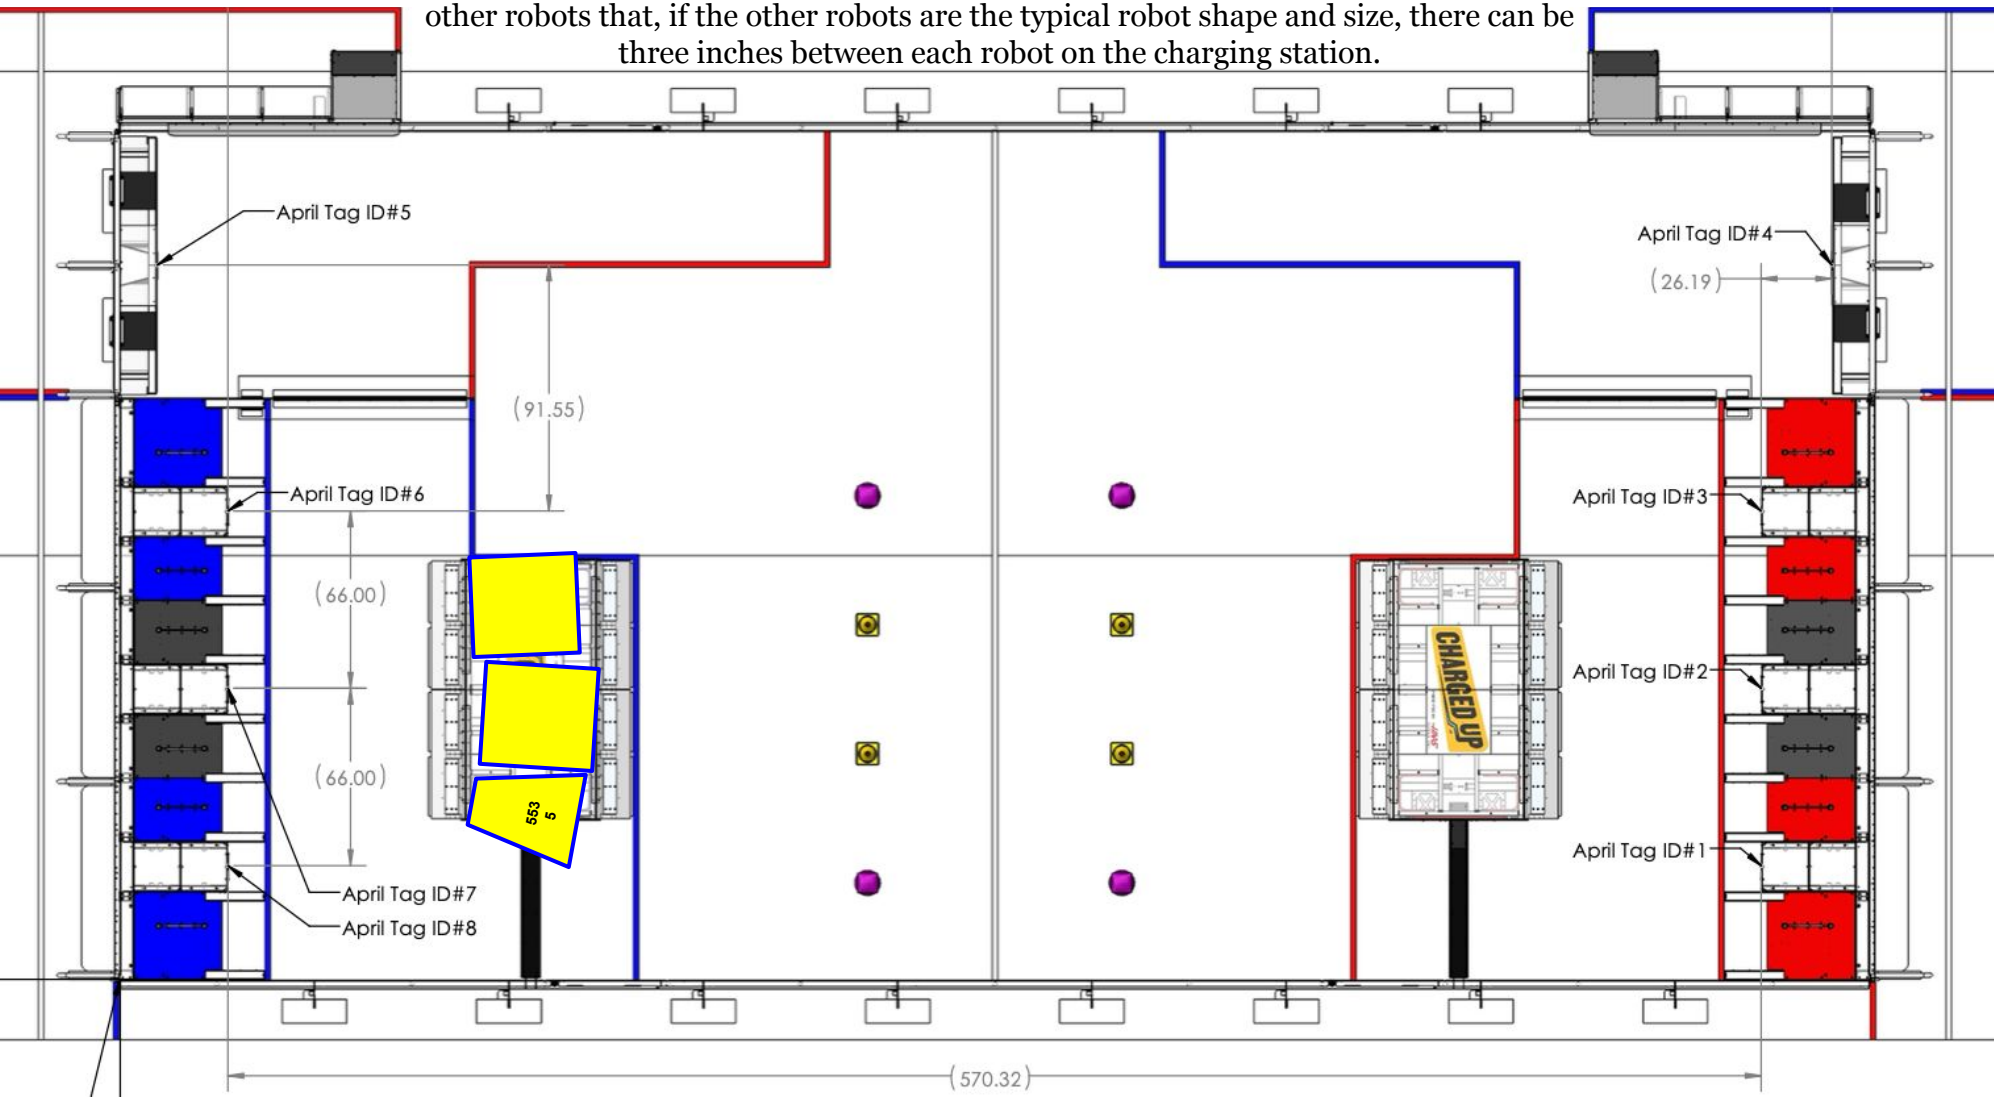 other robots that, if the other robots are the typical robot shape and size, there can be
three inches between each robot on the charging station.
April Tag ID#5
April Tag ID#4
(26.19)
(91.55)
April Tag ID#6
April Tag ID#3
(66.00)
CHARGED UP
April Tag ID#2
(66.00)
553
5
April Tag ID#1
April Tag ID#7
April Tag ID#8
(570.32)